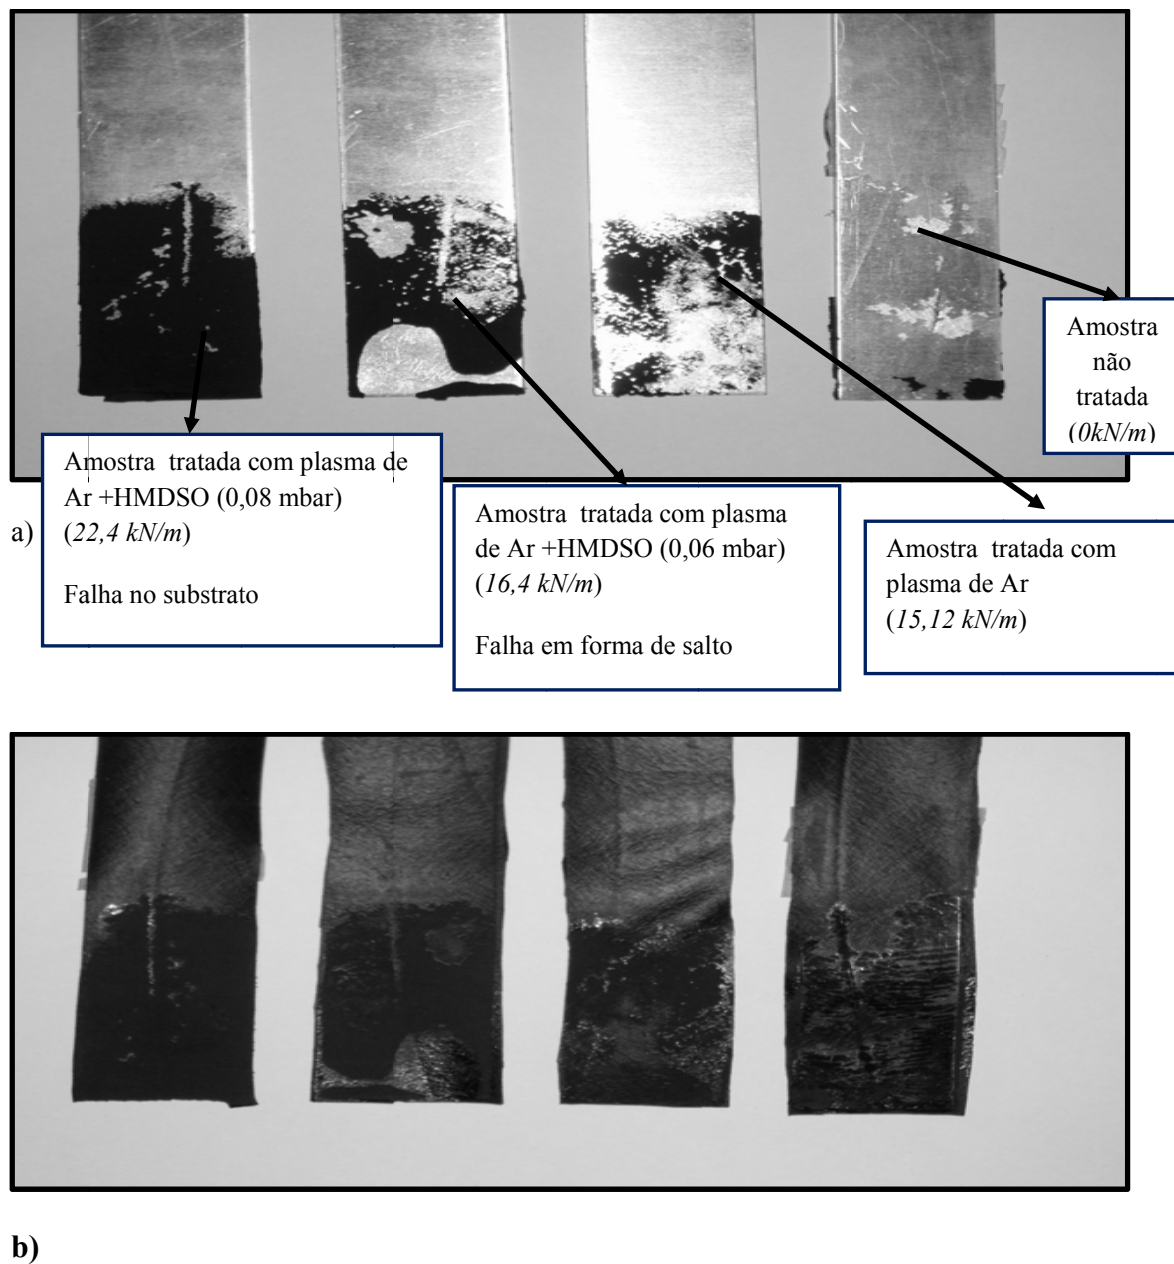 Amostra
não
tratada
(0kN/m)
Amostra tratada com plasma de
Ar +HMDSO (0,08 mbar)
(22,4 kN/m)
Falha no substrato
a)
Amostra tratada com plasma
de Ar +HMDSO (0,06 mbar)
(16,4 kN/m)
Falha em forma de salto
Amostra tratada com
plasma de Ar
(15,12 kN/m)
b)